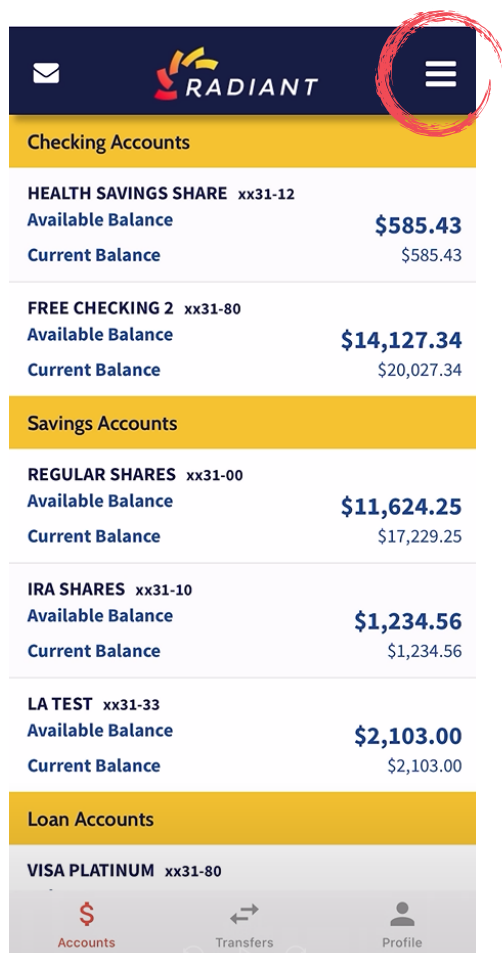 RADIANT
Checking Accounts
HEALTH SAVINGS SHARE xx31-12
Available Balance $585.43
Current Balance $585.43
FREE CHECKING 2 xx31-80
Available Balance $14,127.34
Current Balance $20,027.34
Savings Accounts
REGULAR SHARES xx31-00
Available Balance $11,624.25
Current Balance $17,229.25
IRA SHARES xx31-10
Available Balance $1,234.56
Current Balance $1,234.56
LA TEST xx31-33
Available Balance $2,103.00
Current Balance $2,103.00
Loan Accounts
VISA PLATINUM xx31-80
$
Accounts Transfers Profile